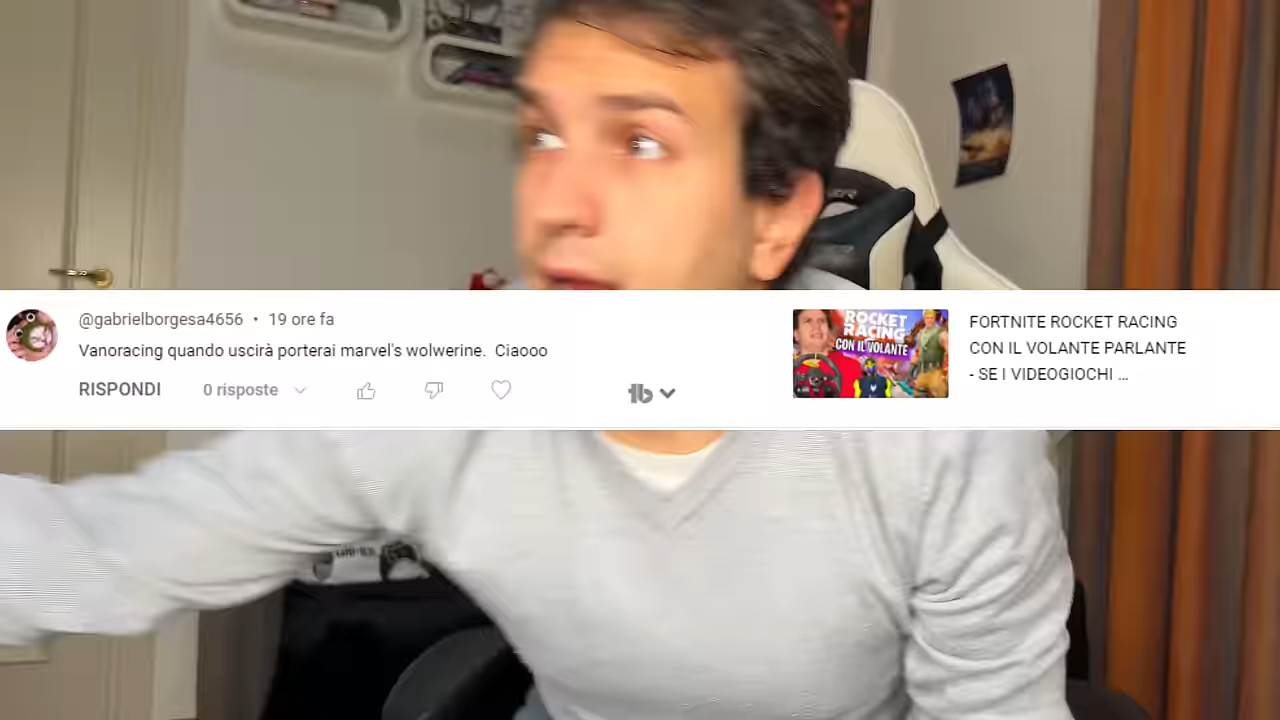 @gabrielborgesa4656 • 19 ore fa
Vanoracing quando uscirà porterai marvel's wolwerine. Ciaooo
RISPONDI 0 risposte
ROCKET
RACING
CON IL VOLANTE
FORTNITE ROCKET RACING
CON IL VOLANTE PARLANTE
- SE I VIDEOGIOCHI ...